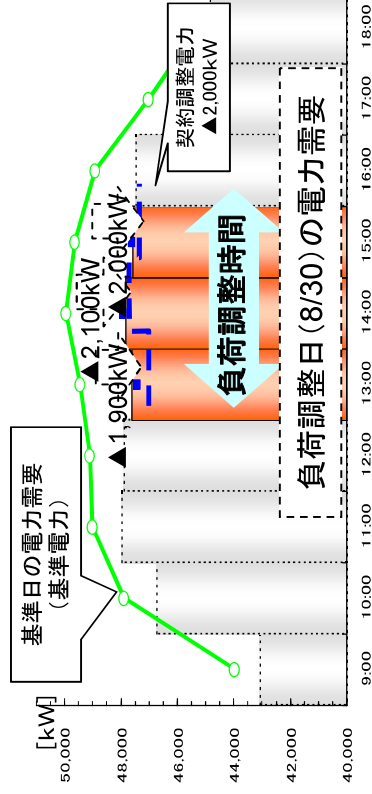 [kW]
50,000
48,000
46,000
44,000
42,000
40,000
基準日の電力需要
(基準電力)
▲1,900kW
▲2,100kW
▲2,000kW
契約調整電力
▲2,000kW
負荷調整時間
負荷調整日(8/30)の電力需要
9:00
10:00
11:00
12:00
13:00
14:00
15:00
16:00
17:00
18:00